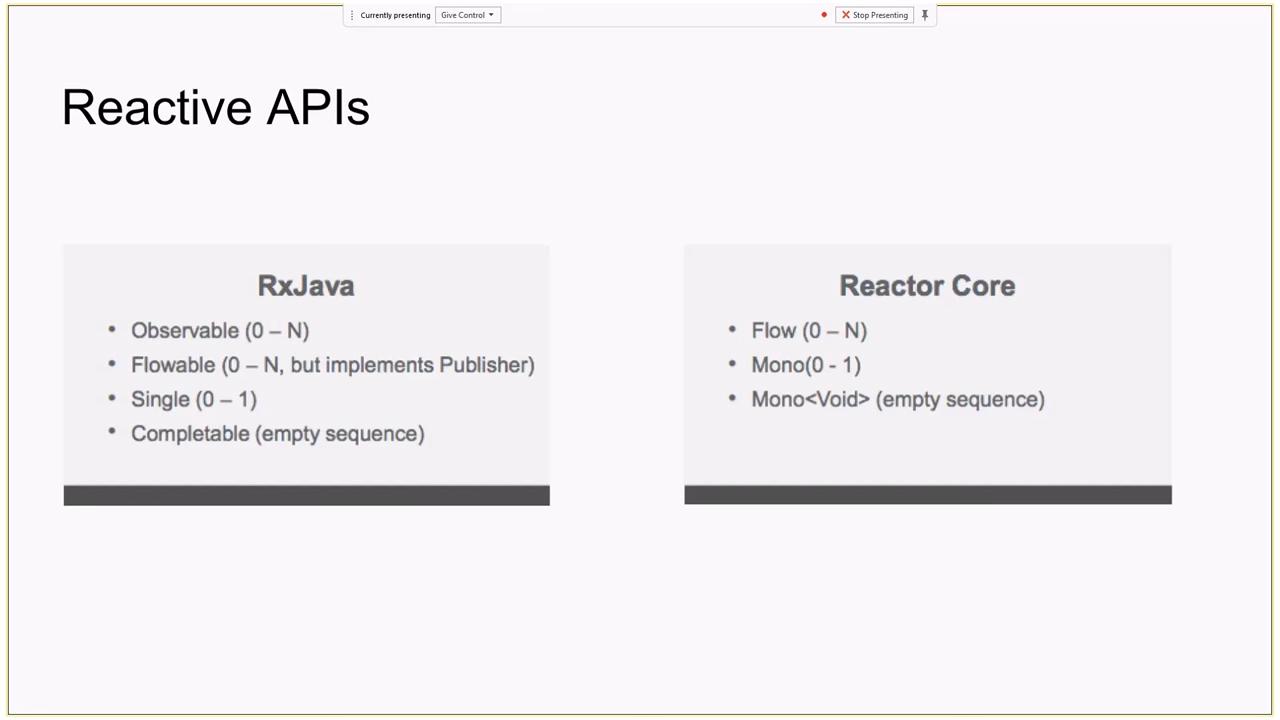 Currently presenting Give Control Stop Presenting
Reactive APIs
RxJava
• Observable (0 – N)
• Flowable (0 – N, but implements Publisher)
• Single (0 – 1)
• Completable (empty sequence)
Reactor Core
• Flow (0 – N)
• Mono(0 - 1)
• Mono<Void> (empty sequence)